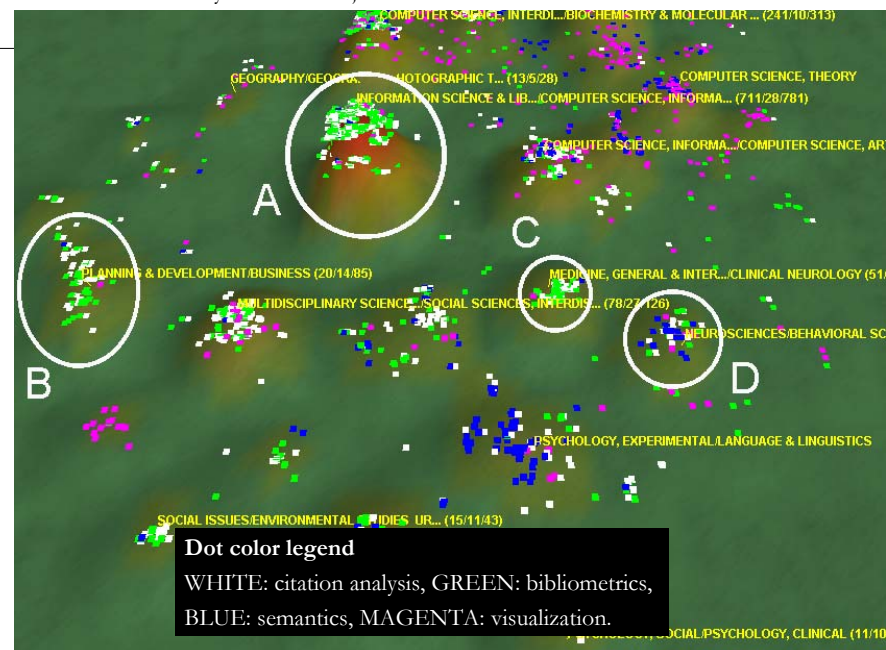 COMPUTER SCIENCE, INTERDI.../BIOCHEMISTRY & MOLECULAR ... (241/10/313)
COMPUTER SCIENCE, THEORY
HOTOGRAPHIC T... (13/5/28)
INFORMATION SCIENCE & LIB.../COMPUTER SCIENCE, INFORMA... (711/28/781)
COMPUTER SCIENCE, INFORMA.../COMPUTER SCIENCE, AR
A
C
PLANNING & DEVELOPMENT/BUSINESS (20/14/85)
MEDICINE, GENERAL & INTER.../CLINICAL NEUROLOGY (51/
MULTIDISCIPLINARY SCIENCE.../SOCIAL SCIENCES, INTERDIS... (78/27/126)
NEUROSCIENCES/BEHAVIORAL SC
B
D
PSYCHOLOGY, EXPERIMENTAL/LANGUAGE & LINGUISTICS
SOCIAL ISSUES/ENVIRONMENTAL UR... (15/11/43)
Dot color legend
WHITE: citation analysis, GREEN: bibliometrics,
BLUE: semantics, MAGENTA: visualization.
SOCIAL/PSYCHOLOGY, CLINICAL (11/10